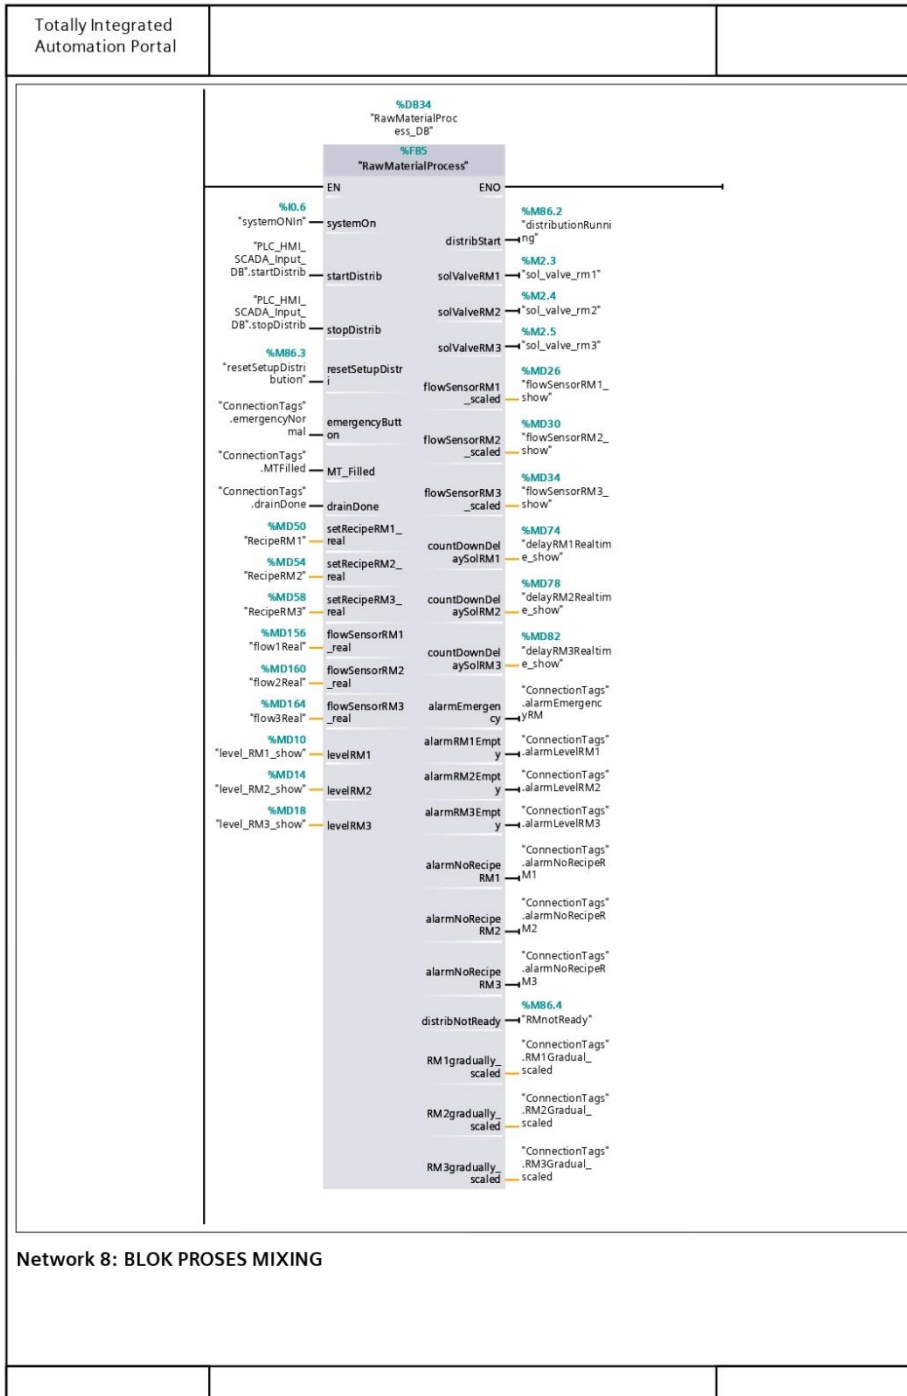 Totally Integrated
Automation Portal
%DB34
"RawMaterialProc
ess_DB"
%FB5
"RawMaterialProcess"
EN
ENO
%I0.6
"systemONIn"
systemOn
"PLC_HMI_
SCADA_Input_
DB".startDistrib
startDistrib
"PLC_HMI_
SCADA_Input_
DB".stopDistrib
stopDistrib
%M86.3
"resetSetupDistri
bution"
resetSetupDistr
i
"ConnectionTags"
.emergencyNor
mal
emergencyButt
on
"ConnectionTags"
.MTFilled
MT_Filled
"ConnectionTags"
.drainDone
drainDone
%MD50
"RecipeRM1"
setRecipeRM1_
real
%MD54
"RecipeRM2"
setRecipeRM2_
real
%MD58
"RecipeRM3"
setRecipeRM3_
real
%MD156
"flow1Real"
flowSensorRM1
_real
%MD160
"flow2Real"
flowSensorRM2
_real
%MD164
"flow3Real"
flowSensorRM3
_real
%MD10
"level_RM1_show"
levelRM1
%MD14
"level_RM2_show"
levelRM2
%MD18
"level_RM3_show"
levelRM3
distribStart
%M86.2
"distributionRunni
ng"
solValveRM1
%M2.3
"sol_valve_rm1"
solValveRM2
%M2.4
"sol_valve_rm2"
solValveRM3
%M2.5
"sol_valve_rm3"
flowSensorRM1
_scaled
%MD26
"flowSensorRM1_
show"
flowSensorRM2
_scaled
%MD30
"flowSensorRM2_
show"
flowSensorRM3
_scaled
%MD34
"flowSensorRM3_
show"
countDownDel
aySolRM1
%MD74
"delayRM1Realtim
e_show"
countDownDel
aySolRM2
%MD78
"delayRM2Realtim
e_show"
countDownDel
aySolRM3
%MD82
"delayRM3Realtim
e_show"
alarmEmergen
cy
"ConnectionTags"
.alarmEmergenc
yRM
alarmRM1Empt
y
"ConnectionTags"
.alarmLevelRM1
alarmRM2Empt
y
"ConnectionTags"
.alarmLevelRM2
alarmRM3Empt
y
"ConnectionTags"
.alarmLevelRM3
alarmNoRecipe
RM1
"ConnectionTags"
.alarmNoRecipeR
M1
alarmNoRecipe
RM2
"ConnectionTags"
.alarmNoRecipeR
M2
alarmNoRecipe
RM3
"ConnectionTags"
.alarmNoRecipeR
M3
distribNotReady
%M86.4
"RMnotReady"
RM1gradually_
scaled
"ConnectionTags"
.RM1Gradual_
scaled
RM2gradually_
scaled
"ConnectionTags"
.RM2Gradual_
scaled
RM3gradually_
scaled
"ConnectionTags"
.RM3Gradual_
scaled
Network 8: BLOK PROSES MIXING